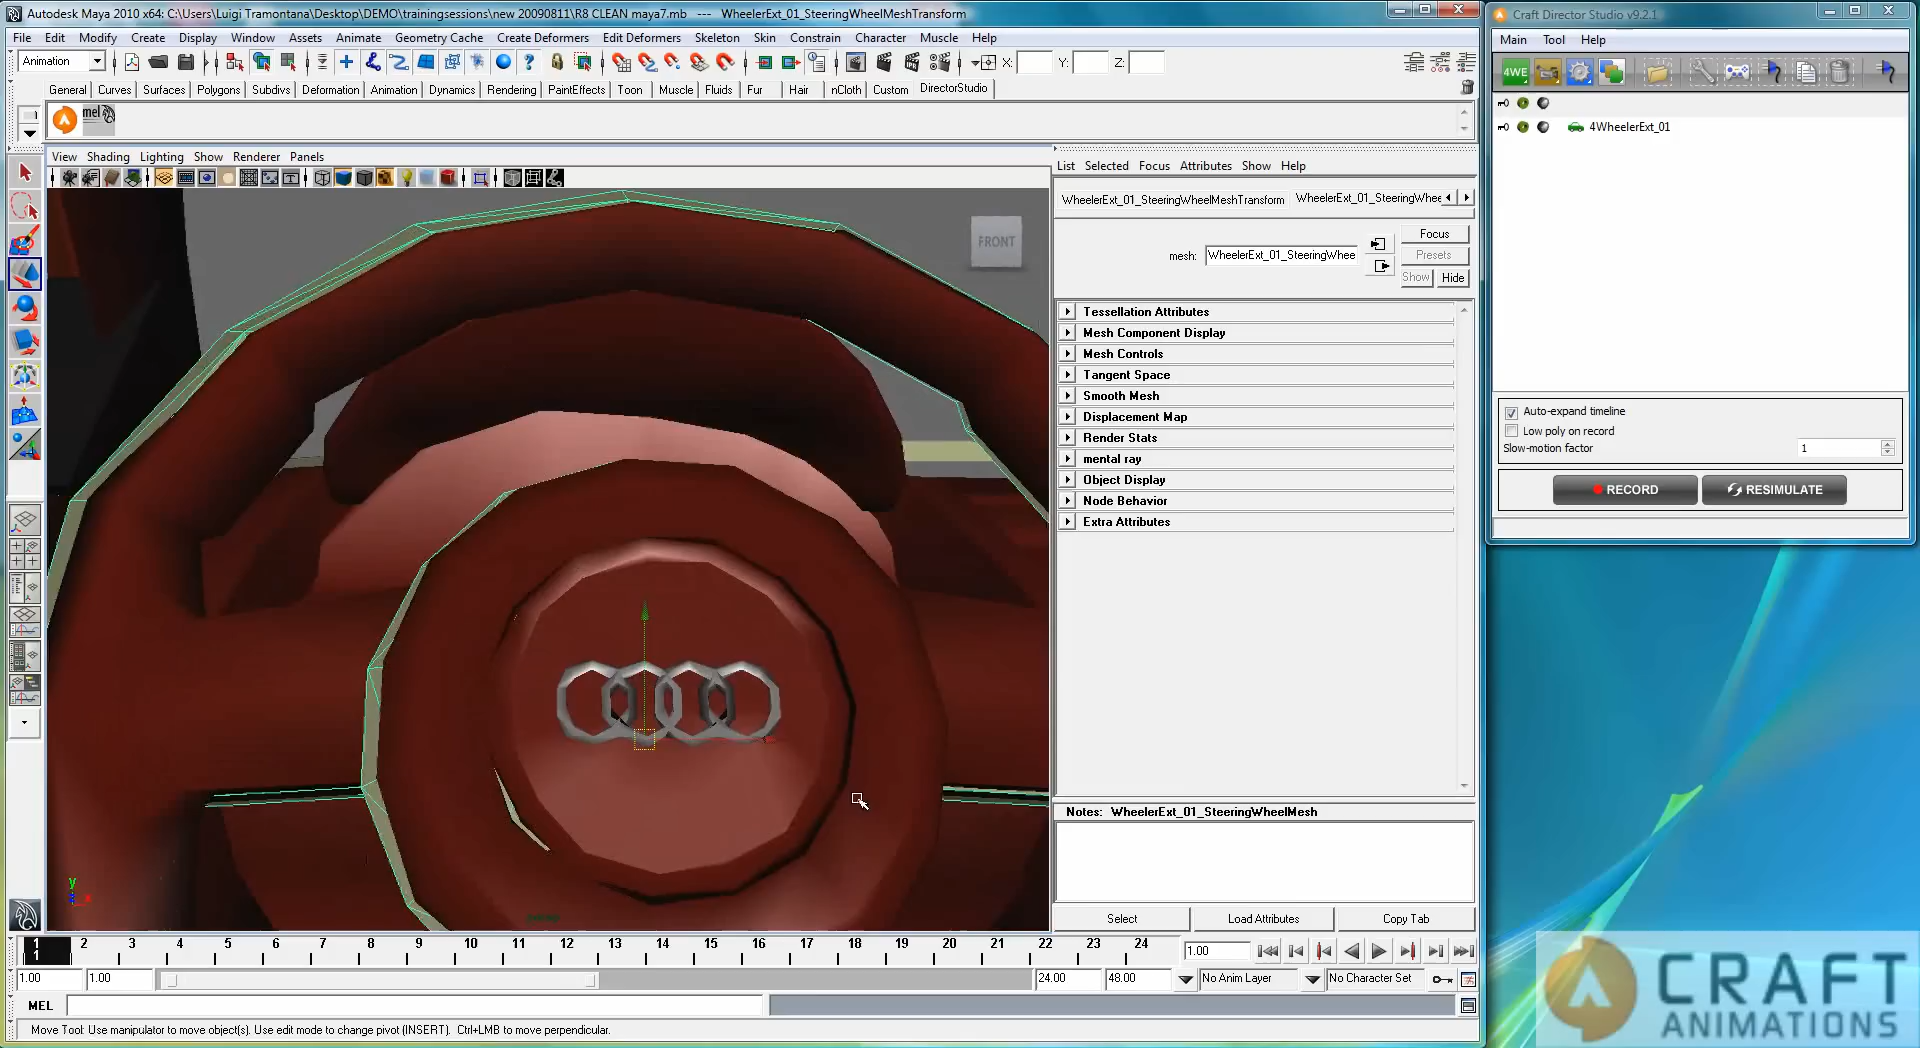 Autodesk Maya 2010 x64: C:\Users\Luigi Tramontana\Desktop\DEMO\trainingsessions\new 20090811\R8 CLEAN maya7.mb --- WheelerExt_01_SteeringWheelMeshTransform
File Edit Modify Create Display Window Assets Animate Geometry Cache Create Deformers Edit Deformers Skeleton Skin Constrain Character Muscle Help
Animation X: Y: Z:
General Curves Surfaces Polygons Subdivs Deformation Animation Dynamics Rendering PaintEffects Toon Muscle Fluids Fur Hair nCloth Custom DirectorStudio
mel
View Shading Lighting Show Renderer Panels
FRONT
List Selected Focus Attributes Show Help
WheelerExt_01_SteeringWheelMeshTransform WheelerExt_01_SteeringWhee
mesh: WheelerExt_01_SteeringWhee
Focus
Presets
Show Hide
Tessellation Attributes
Mesh Component Display
Mesh Controls
Tangent Space
Smooth Mesh
Displacement Map
Render Stats
mental ray
Object Display
Node Behavior
Extra Attributes
Notes: WheelerExt_01_SteeringWheelMesh
Select Load Attributes Copy Tab
y
1 2 3 4 5 6 7 8 9 10 11 12 13 14 15 16 17 18 19 20 21 22 23 24
1
1.00
1.00 1.00 24.00 48.00 No Anim Layer No Character Set
MEL
Move Tool: Use manipulator to move object(s). Use edit mode to change pivot (INSERT). Ctrl+LMB to move perpendicular.
Craft Director Studio v9.2.1
Main Tool Help
4WE
4WheelerExt_01
Auto-expand timeline
Low poly on record
Slow-motion factor 1
RECORD RESIMULATE
CRAFT
ANIMATIONS